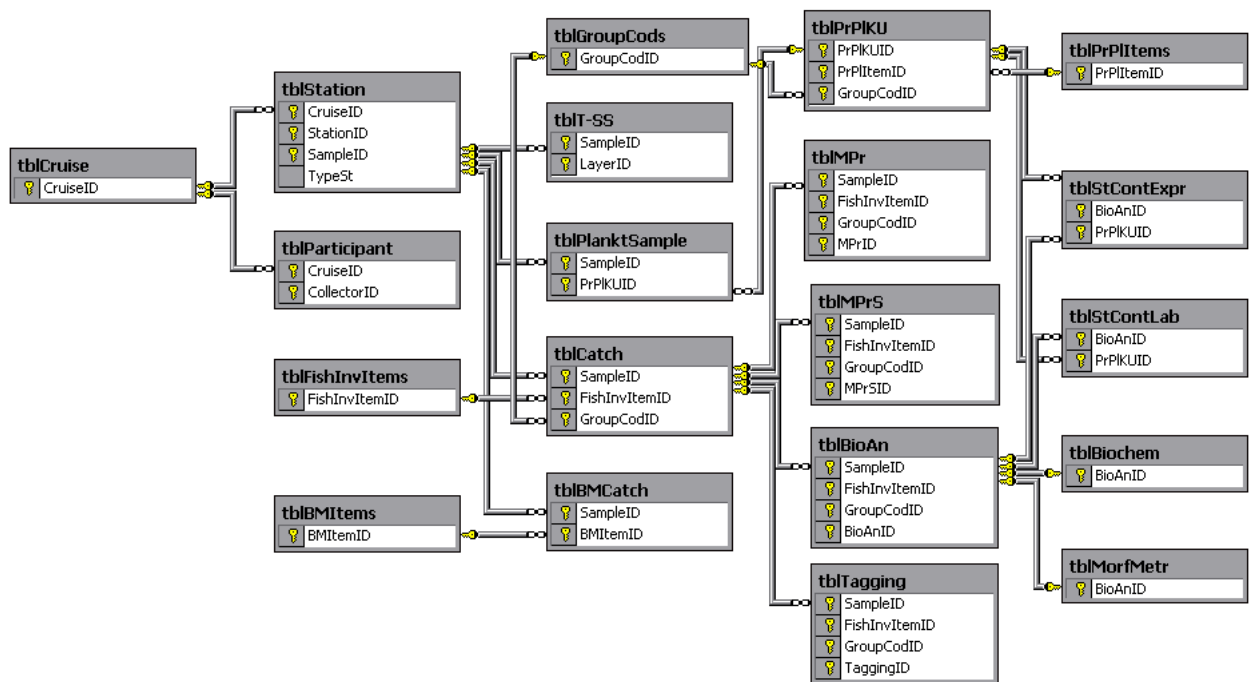 tblCruise
CruiseID
tblStation
CruiseID
StationID
SampleID
TypeSt
tblParticipant
CruiseID
CollectorID
tblFishInvItems
FishInvItemID
tblBMItems
BMItemID
tblGroupCods
GroupCodID
tblT-SS
SampleID
LayerID
tblPlanktSample
SampleID
PrPlKUID
tblCatch
SampleID
FishInvItemID
GroupCodID
tblBMCatch
SampleID
BMItemID
tblPrPlKU
PrPlKUID
PrPlItemID
GroupCodID
tblMPr
SampleID
FishInvItemID
GroupCodID
MPrID
tblMPrS
SampleID
FishInvItemID
GroupCodID
MPrSID
tblBioAn
SampleID
FishInvItemID
GroupCodID
BioAnID
tblTagging
SampleID
FishInvItemID
GroupCodID
TaggingID
tblPrPlItems
PrPlItemID
tblStContExpr
BioAnID
PrPlKUID
tblStContLab
BioAnID
PrPlKUID
tblBiochem
BioAnID
tblMorfMetr
BioAnID